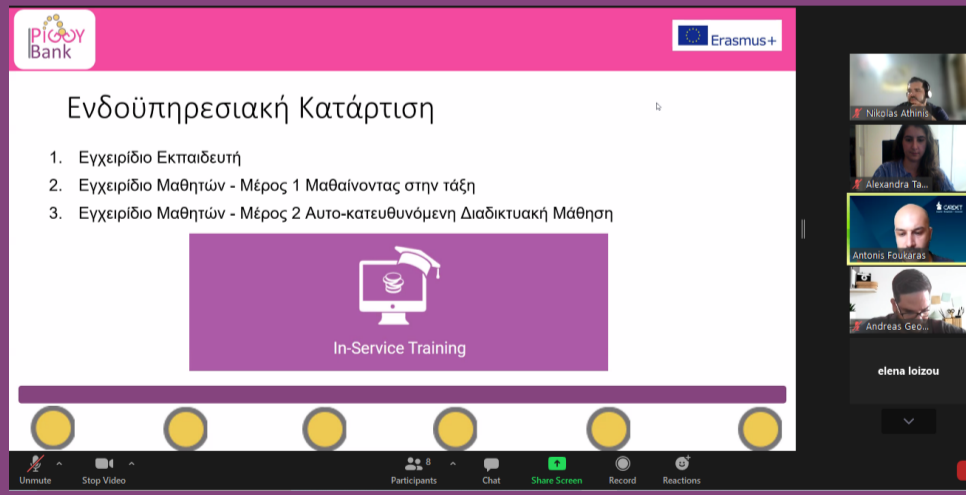 PiGGY
Bank
Erasmus+
Ενδοϋπηρεσιακή Κατάρτιση
1. Εγχειρίδιο Εκπαιδευτή
2. Εγχειρίδιο Μαθητών - Μέρος 1 Μαθαίνοντας στην τάξη
3. Εγχειρίδιο Μαθητών - Μέρος 2 Αυτο-κατευθυνόμενη Διαδικτυακή Μάθηση
In-Service Training
Nikolas Athinis
Alexandra Ta...
CARDET
Antonis Foukaras
Andreas Geo...
elena loizou
Unmute
Stop Video
8
Participants
Chat
Share Screen
Record
Reactions